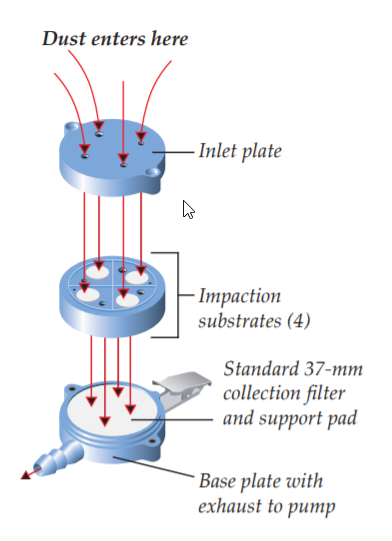 Dust enters here
Inlet plate
Impaction
substrates (4)
Standard 37-mm
collection filter
and support pad
Base plate with
exhaust to pump